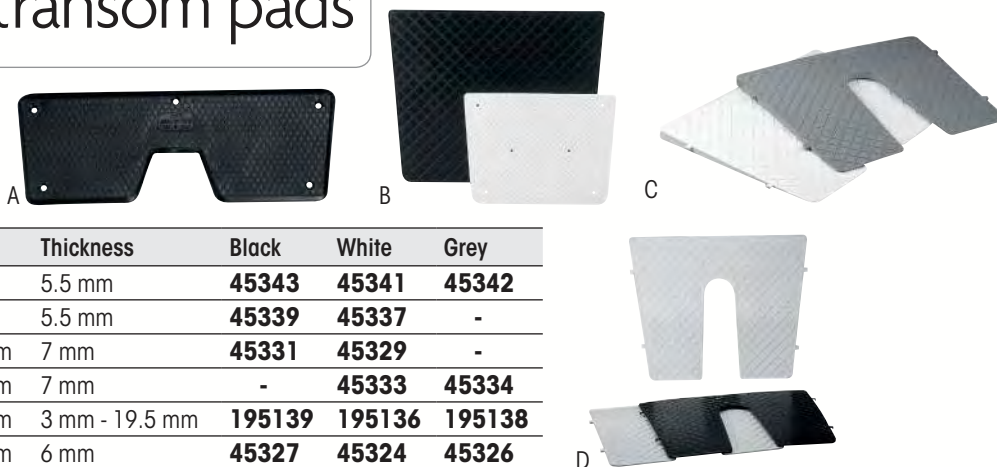 transom pads
A
B
C
Thickness Black White Grey
5.5 mm 45343 45341 45342
5.5 mm 45339 45337 -
m 7 mm 45331 45329 -
m 7 mm - 45333 45334
m 3 mm - 19.5 mm 195139 195136 195138
m 6 mm 45327 45324 45326
D